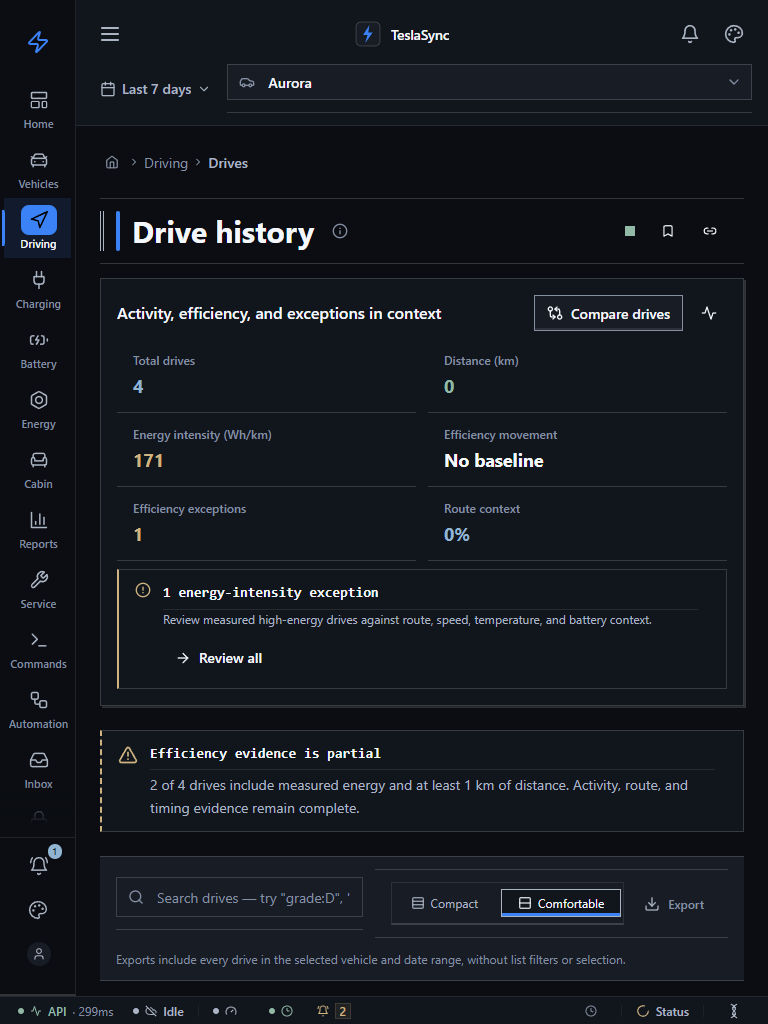 TeslaSync
Last 7 days
Aurora
Home
Vehicles
Driving
Charging
Battery
Energy
Cabin
Reports
Service
Commands
Automation
Inbox
1
Driving
Drives
Drive history
Activity, efficiency, and exceptions in context
Compare drives
Total drives
4
Distance (km)
0
Energy intensity (Wh/km)
171
Efficiency movement
No baseline
Efficiency exceptions
1
Route context
0%
1 energy-intensity exception
Review measured high-energy drives against route, speed, temperature, and battery context.
Review all
Efficiency evidence is partial
2 of 4 drives include measured energy and at least 1 km of distance. Activity, route, and
timing evidence remain complete.
Search drives — try "grade:D", '
Compact
Comfortable
Export
Exports include every drive in the selected vehicle and date range, without list filters or selection.
API · 299ms
Idle
2
Status